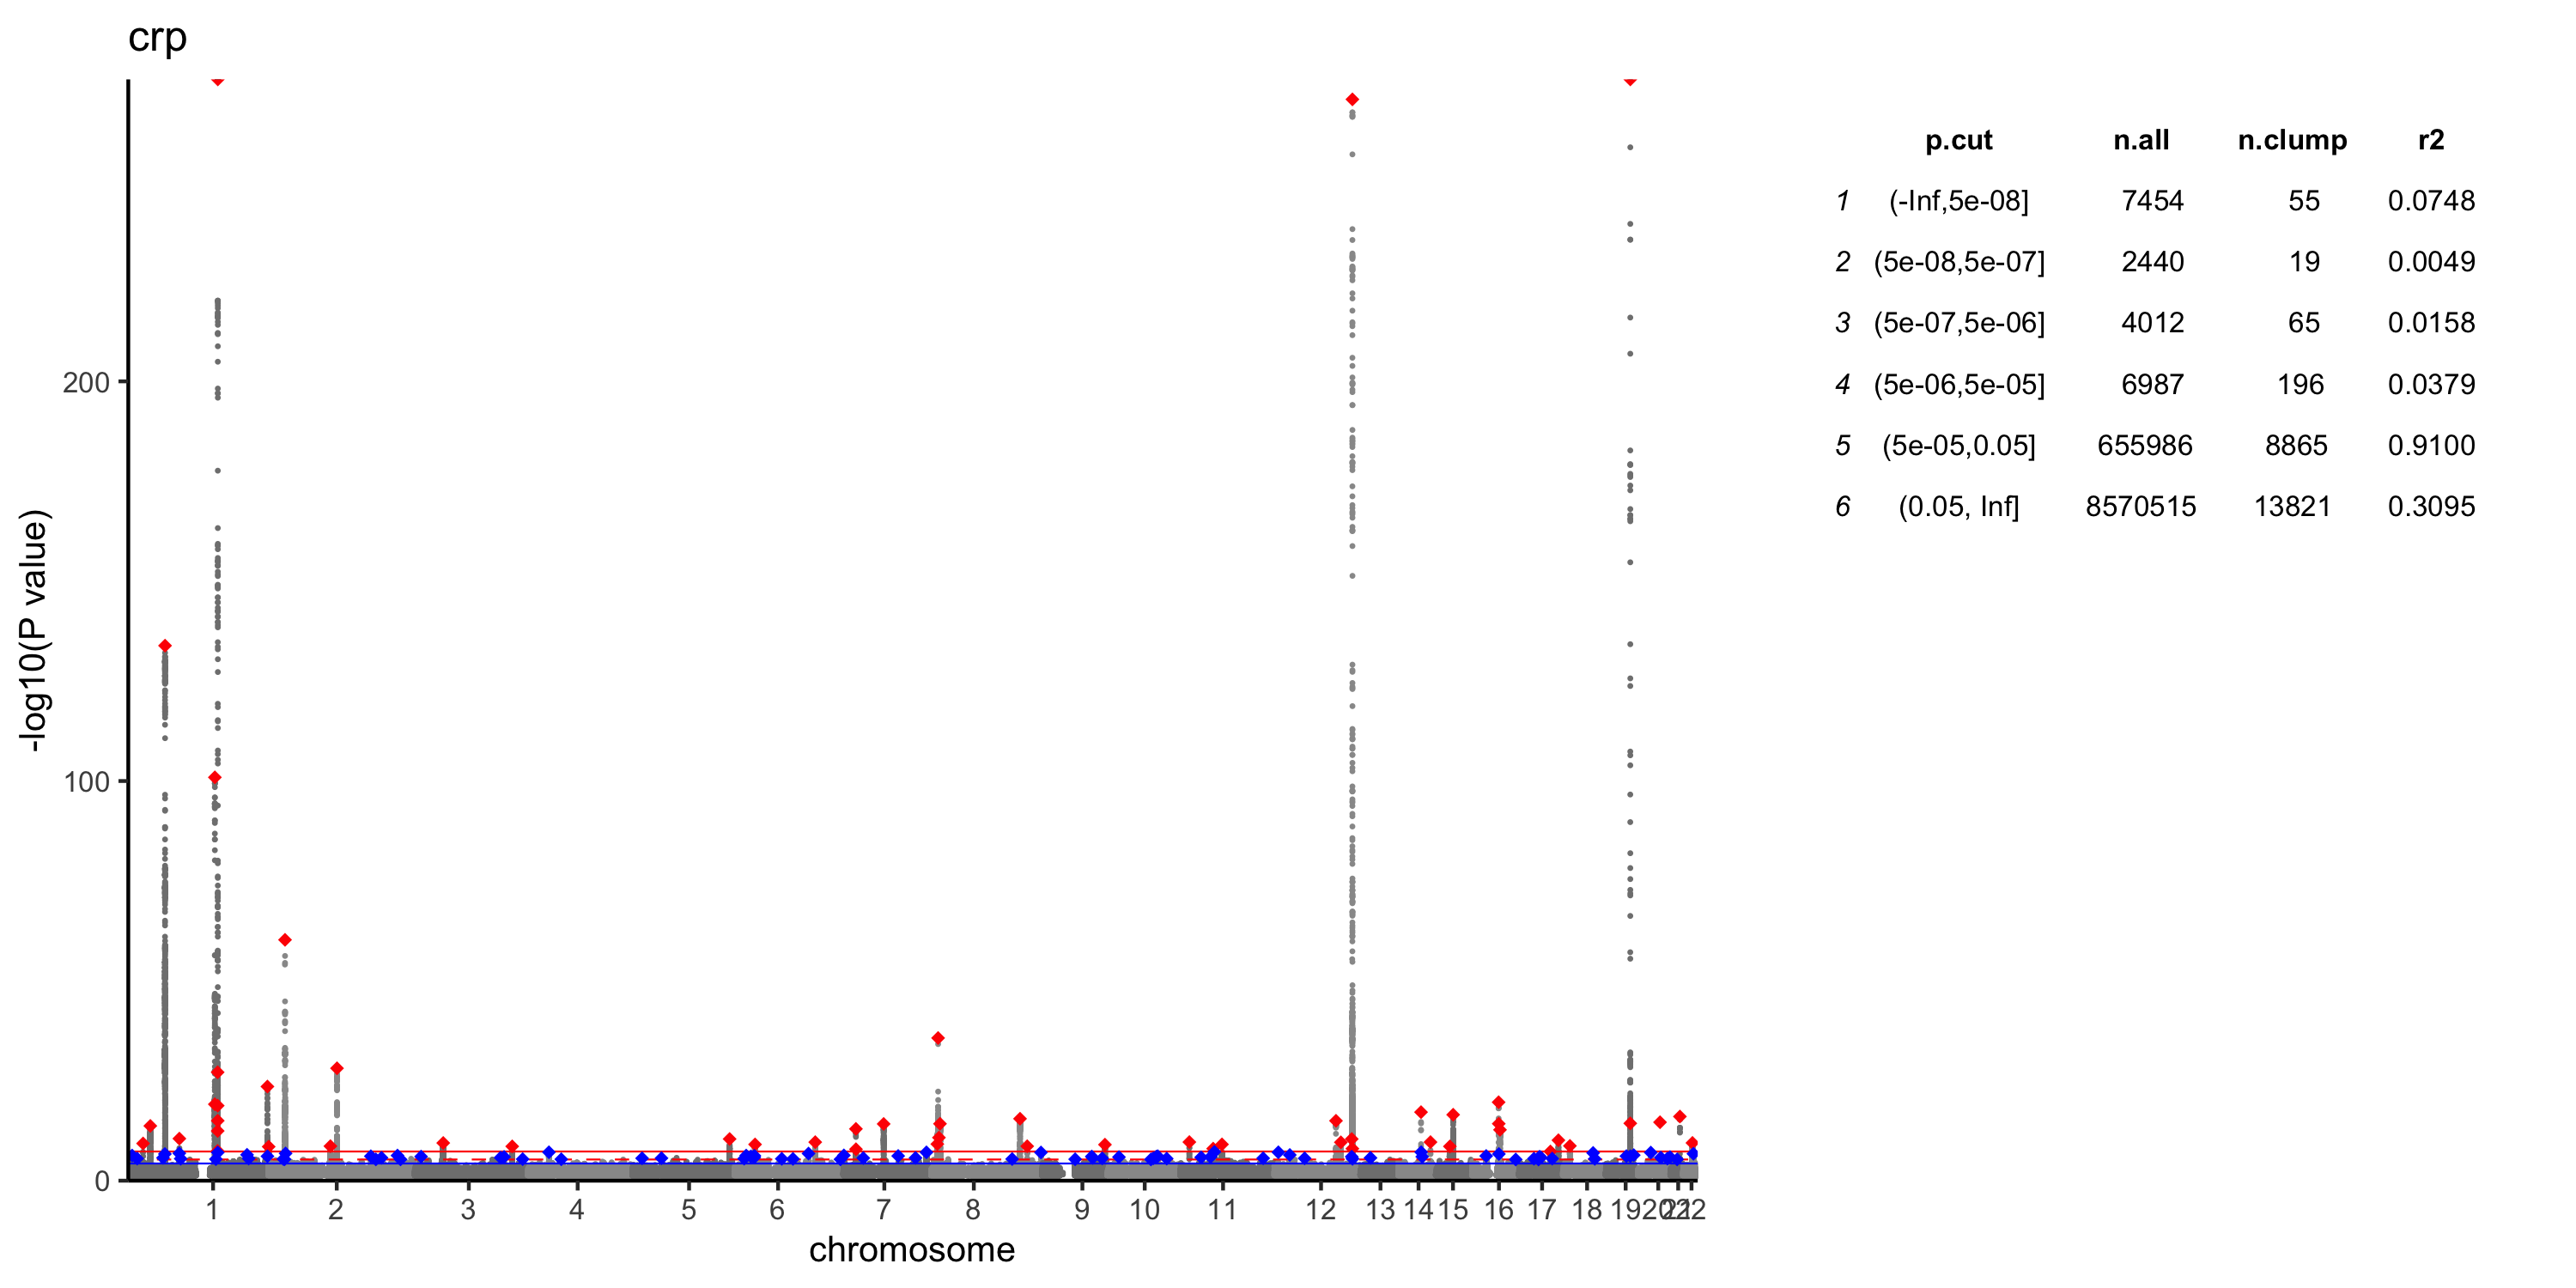 crp
-log10(P value)
200
100
0
1 2 3 4 5 6 7 8 9 10 11 12 13 14 15 16 17 18 19 20 21 22
chromosome
p.cut n.all n.clump r2
1 (-Inf,5e-08] 7454 55 0.0748
2 (5e-08,5e-07] 2440 19 0.0049
3 (5e-07,5e-06] 4012 65 0.0158
4 (5e-06,5e-05] 6987 196 0.0379
5 (5e-05,0.05] 655986 8865 0.9100
6 (0.05, Inf] 8570515 13821 0.3095